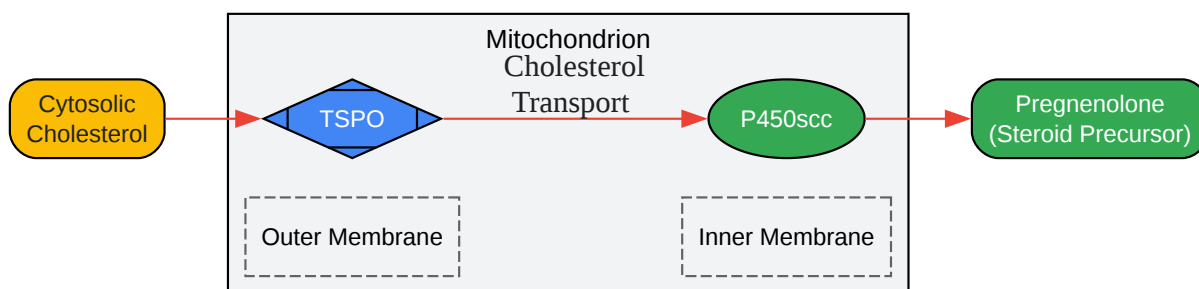 Mitochondrion
Cholesterol
Transport
Cytosolic
Cholesterol
TSPO
P450scc
Pregnenolone
(Steroid Precursor)
Outer Membrane
Inner Membrane